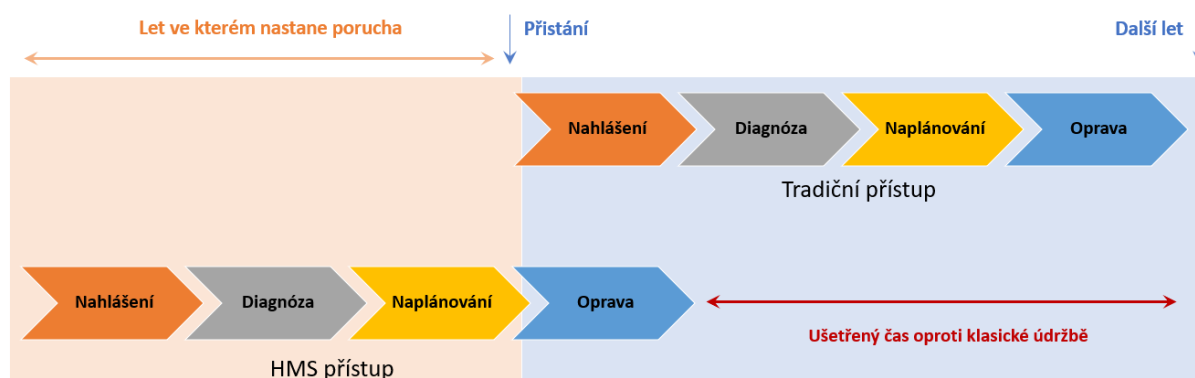 Let ve kterém nastane porucha
Přistání
Další let
Nahlášení
Diagnóza
Naplánování
Oprava
Tradiční přístup
Nahlášení
Diagnóza
Naplánování
Oprava
Ušetřený čas oproti klasické údržbě
HMS přístup